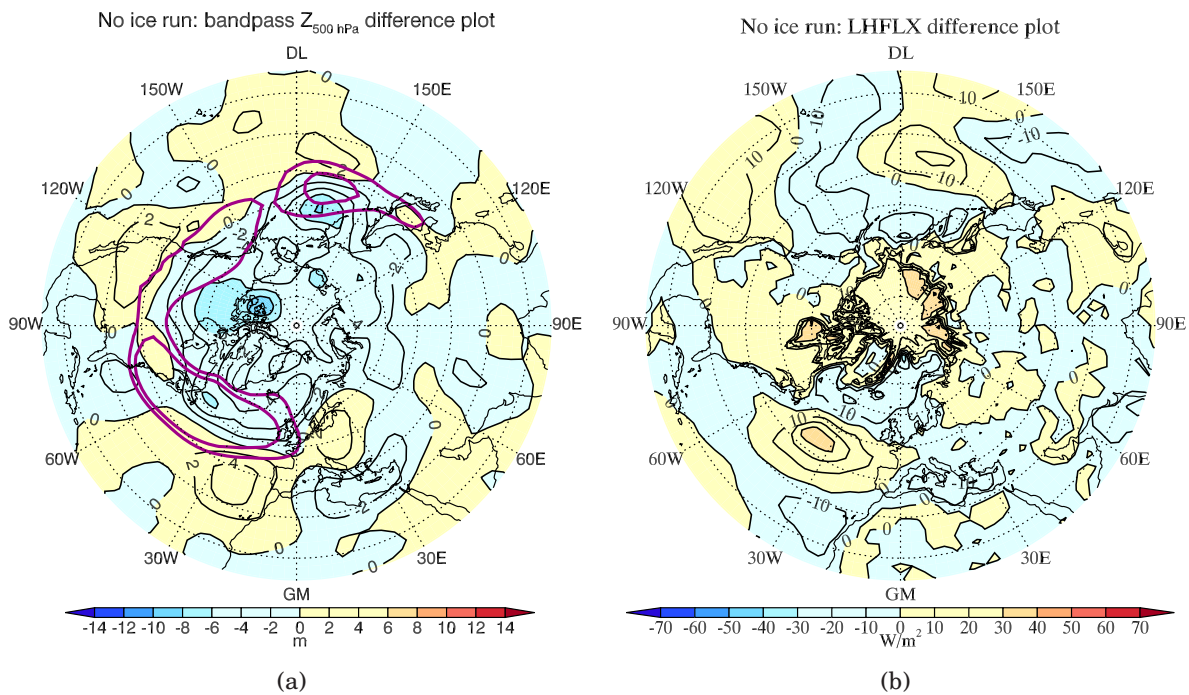 No ice run: bandpass Z500 hPa difference plot
DL
150W
150E
120W
120E
90W
90E
60W
60E
30W
30E
GM
-14 -12 -10 -8 -6 -4 -2 0 2 4 6 8 10 12 14
m
(a)
No ice run: LHFLX difference plot
DL
150W
150E
120W
120E
90W
90E
60W
60E
30W
30E
GM
-70 -60 -50 -40 -30 -20 -10 0 10 20 30 40 50 60 70
W/m²
(b)